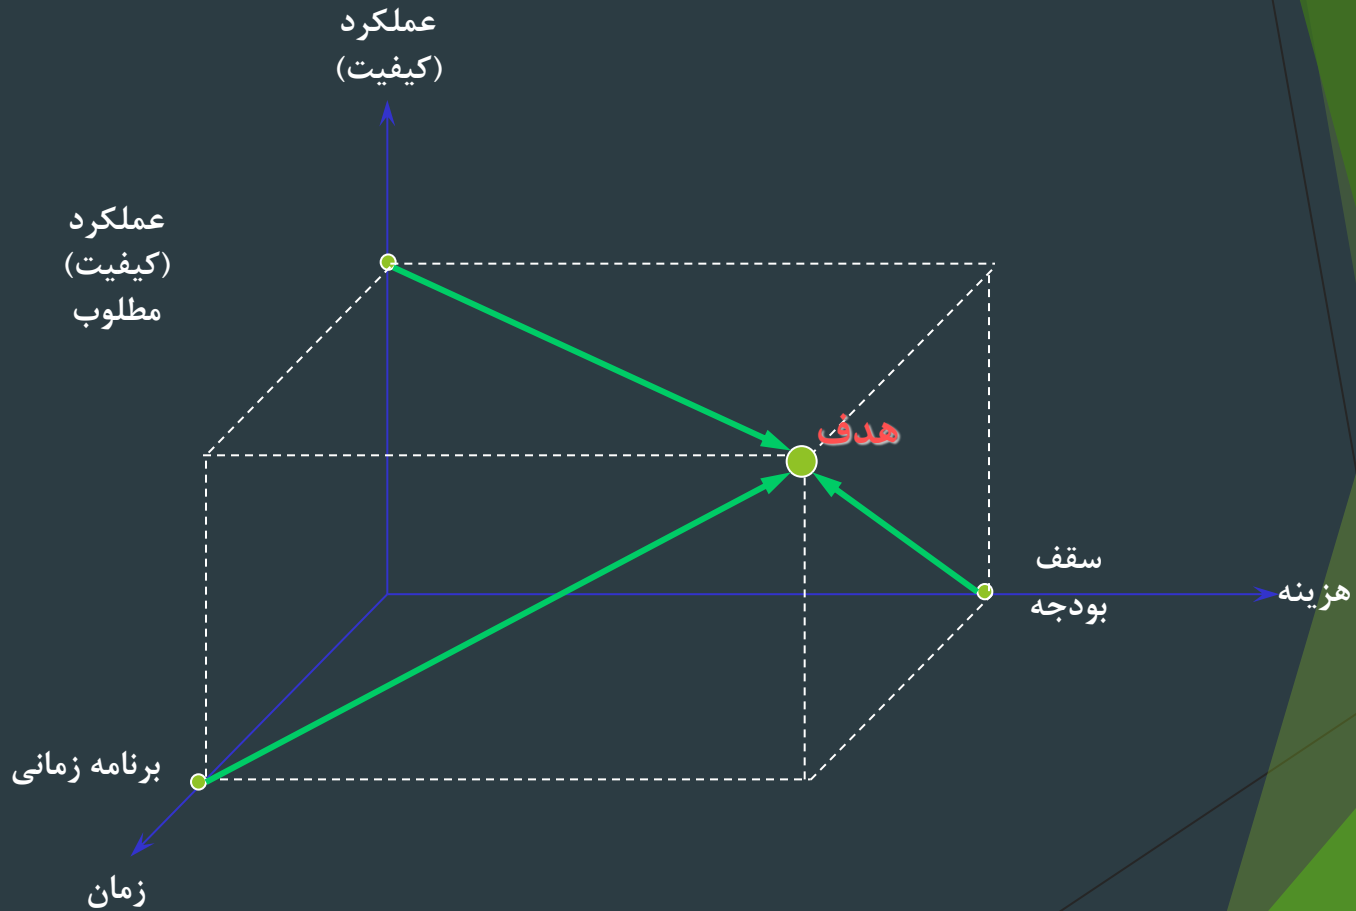 عملکرد
(کیفیت)
عملکرد
(کیفیت)
مطلوب
هدف
سقف
بودجه
هزینه
برنامه زمانی
زمان